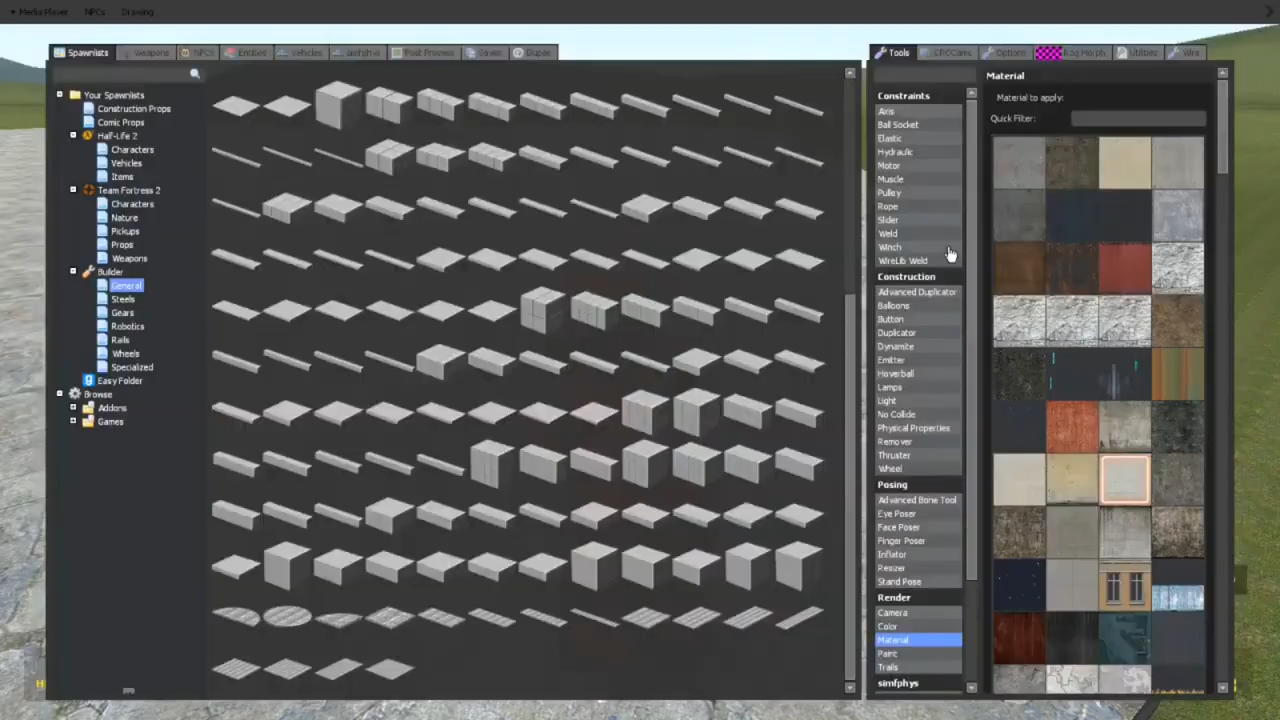 Media Player NPCs Drawing
Spawnlists Weapons NPCS Entities Vehicles simfphys Post Process Saves Dupes
Tools CRCCams Options Rag Morph Utilities Wire
Your Spawnlists
Construction Props
Comic Props
Half-Life 2
Characters
Vehicles
Items
Team Fortress 2
Characters
Nature
Pickups
Props
Weapons
Builder
General
Steels
Gears
Robotics
Rails
Wheels
Specialized
Easy Folder
Browse
Addons
Games
Constraints
Axis
Ball Socket
Elastic
Hydraulic
Motor
Muscle
Pulley
Rope
Slider
Weld
Winch
WireLib Weld
Construction
Advanced Duplicator
Balloons
Button
Duplicator
Dynamite
Emitter
Hoverball
Lamps
Light
No Collide
Physical Properties
Remover
Thruster
Wheel
Posing
Advanced Bone Tool
Eye Poser
Face Poser
Finger Poser
Inflator
Resizer
Stand Pose
Render
Camera
Color
Material
Paint
Trails
simfphys
Material
Material to apply:
Quick Filter:
H